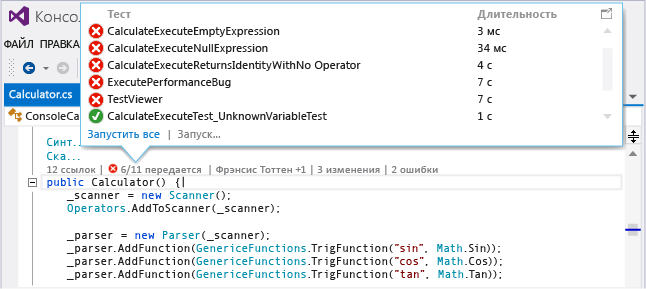 Консол
ФАЙЛ ПРАВКА
Calculator.cs
ConsoleCa
Тест Длительность
CalculateExecuteEmptyExpression 3 мс
CalculateExecuteNullExpression 34 мс
CalculateExecuteReturnsIdentityWithNo Operator 4 с
ExecutePerformanceBug 7 с
TestViewer 7 с
CalculateExecuteTest_UnknownVariableTest 1 с
Запустить все | Запуск...
Синт...
Ска...
12 ссылок | 6/11 передается | Фрэнсис Тоттен +1 | 3 изменения | 2 ошибки
public Calculator() {
_scanner = new Scanner();
Operators.AddToScanner(_scanner);
_parser = new Parser(_scanner);
_parser.AddFunction(GenericeFunctions.TrigFunction("sin", Math.Sin));
_parser.AddFunction(GenericeFunctions.TrigFunction("cos", Math.Cos));
_parser.AddFunction(GenericeFunctions.TrigFunction("tan", Math.Tan));